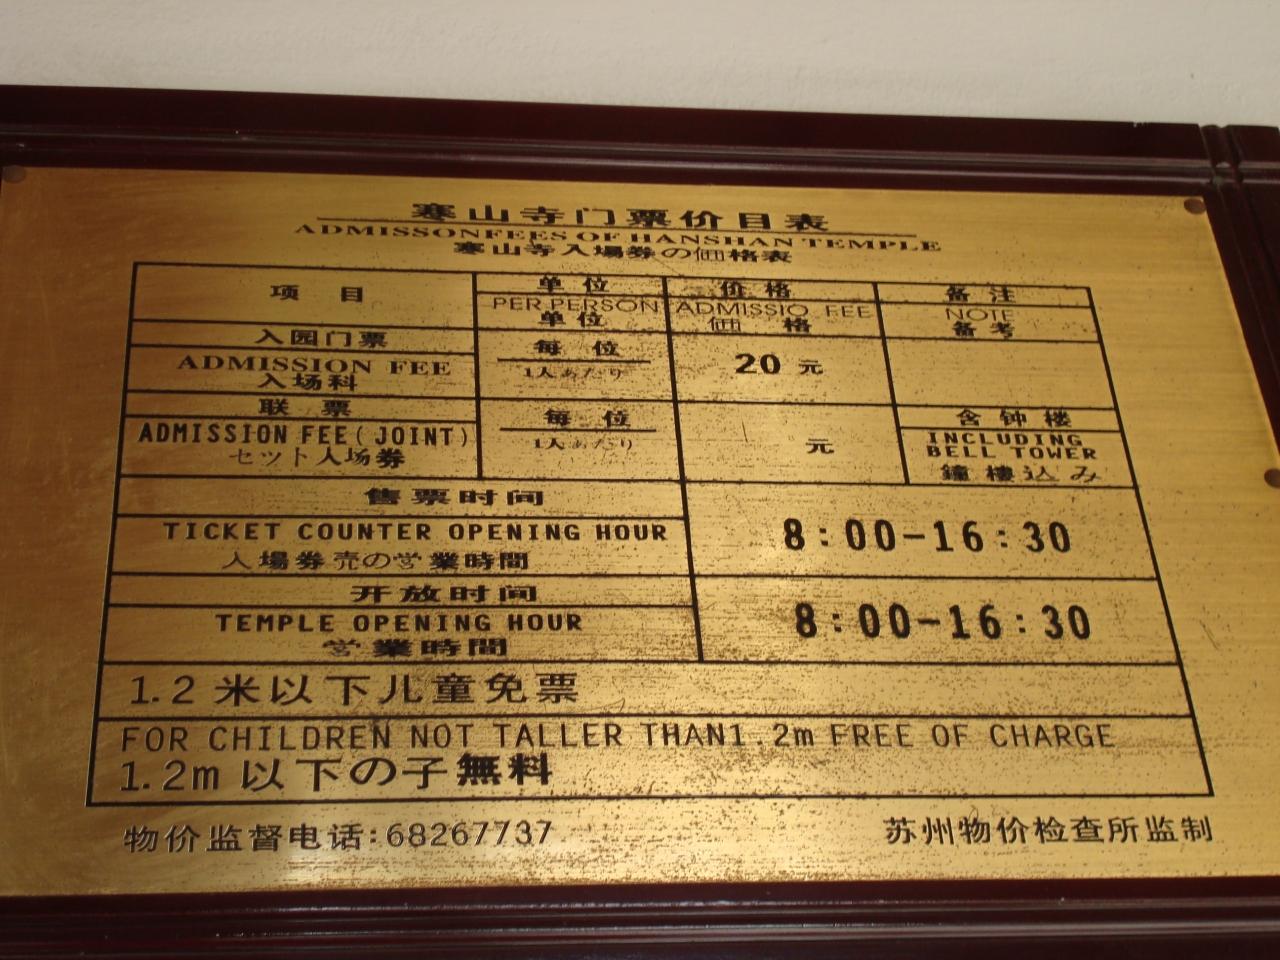 寒山寺门票价目表
ADMISSONFEES OF HANSHAN TEMPLE
寒山寺入場券の価格表
项 目
单 位
PER PERSON
単 位
价 格
ADMISSIO FEE
価 格
备 注
NOTE
备 考
入园门票
ADMISSION FEE
入场科
每 位
1人あたり
20 元
联 票
ADMISSION FEE(JOINT)
セット入场券
每 位
1人あたり
元
含 钟 楼
INCLUDING
BELL TOWER
鐘 楼込み
售票时间
TICKET COUNTER OPENING HOUR
入場券売の営業時間
8:00-16:30
开放时间
TEMPLE OPENING HOUR
営業時間
8:00-16:30
1.2 米以下儿童免票
FOR CHILDREN NOT TALLER THAN1.2m FREE OF CHARGE
1.2m 以下の子無料
物价监督电话:68267737
苏州物价检查所监制